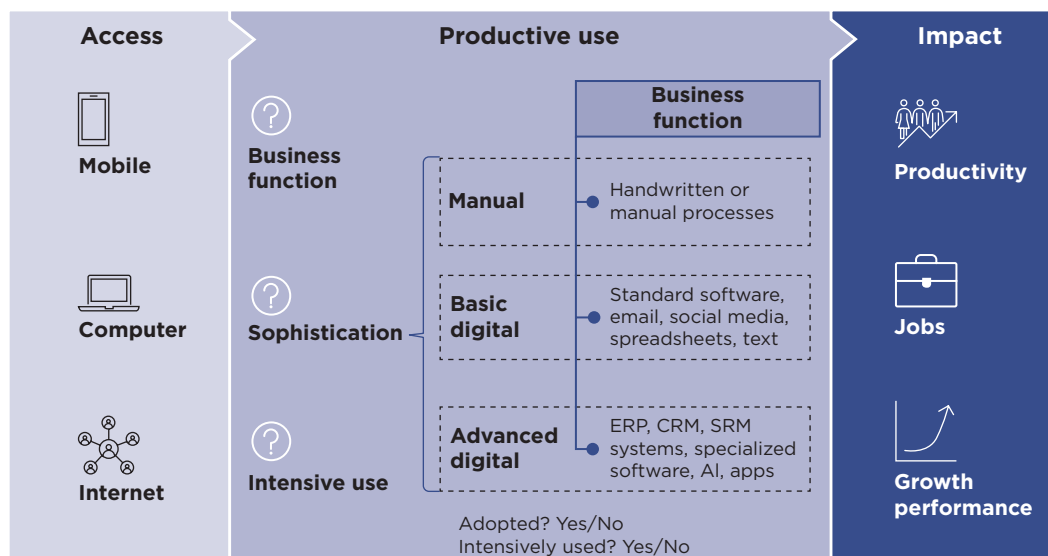 Access
Productive use
Impact
Mobile
Computer
Internet
?
Business
function
?
Sophistication
?
Intensive use
Business
function
Manual
Handwritten or
manual processes
Basic
digital
Standard software,
email, social media,
spreadsheets, text
Advanced
digital
ERP, CRM, SRM
systems, specialized
software, AI, apps
Adopted? Yes/No
Intensively used? Yes/No
Productivity
Jobs
Growth
performance